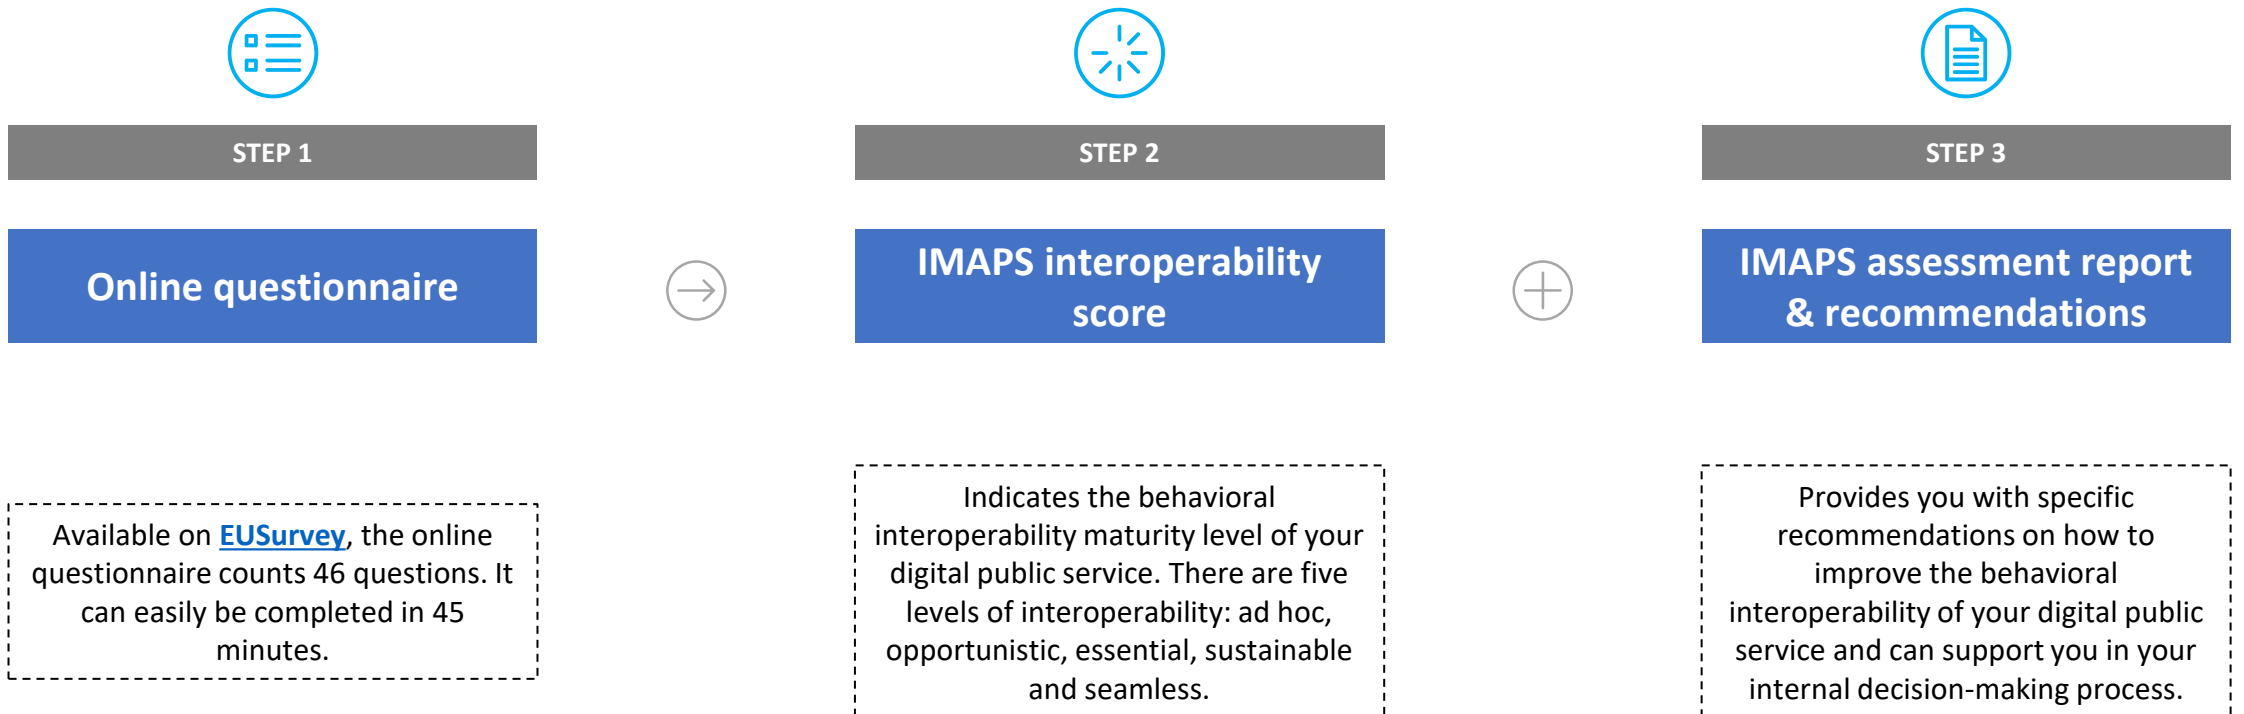 STEP 1
Online questionnaire
Available on EUSurvey, the online
questionnaire counts 46 questions. It
can easily be completed in 45
minutes.
STEP 2
IMAPS interoperability
score
Indicates the behavioral
interoperability maturity level of your
digital public service. There are five
levels of interoperability: ad hoc,
opportunistic, essential, sustainable
and seamless.
STEP 3
IMAPS assessment report
& recommendations
Provides you with specific
recommendations on how to
improve the behavioral
interoperability of your digital public
service and can support you in your
internal decision-making process.